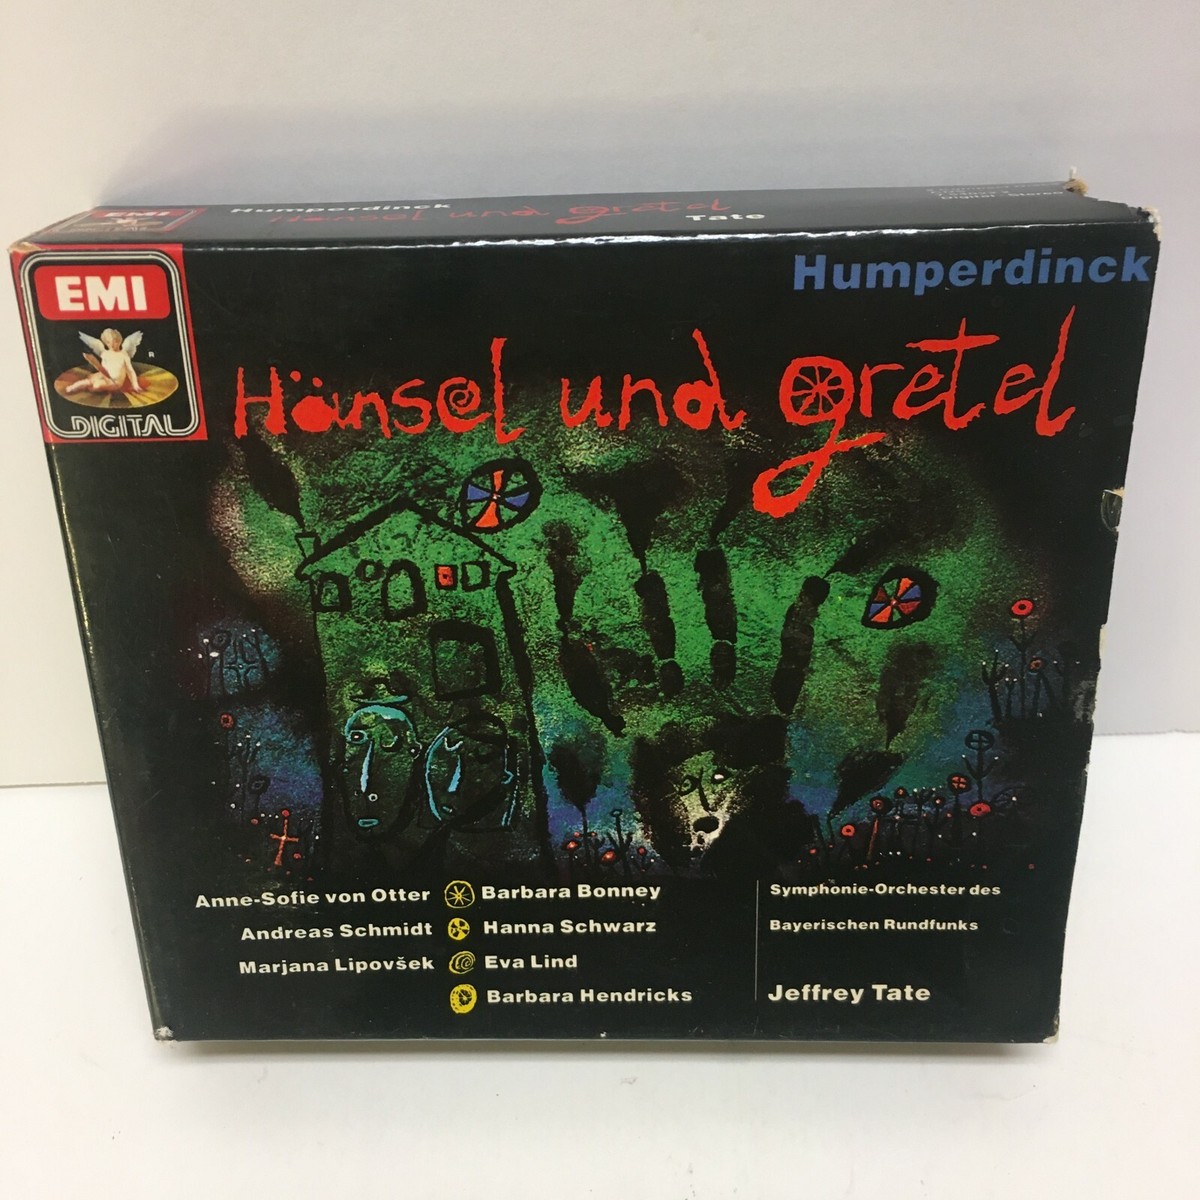 EMI
Humperdinck
Hänsel und gretel
Tate
EMI
DIGITAL
R
Humperdinck
Hänsel und gretel
Anne-Sofie von Otter
Barbara Bonney
Andreas Schmidt
Hanna Schwarz
Marjana Lipovšek
Eva Lind
Barbara Hendricks
Symphonie-Orchester des
Bayerischen Rundfunks
Jeffrey Tate